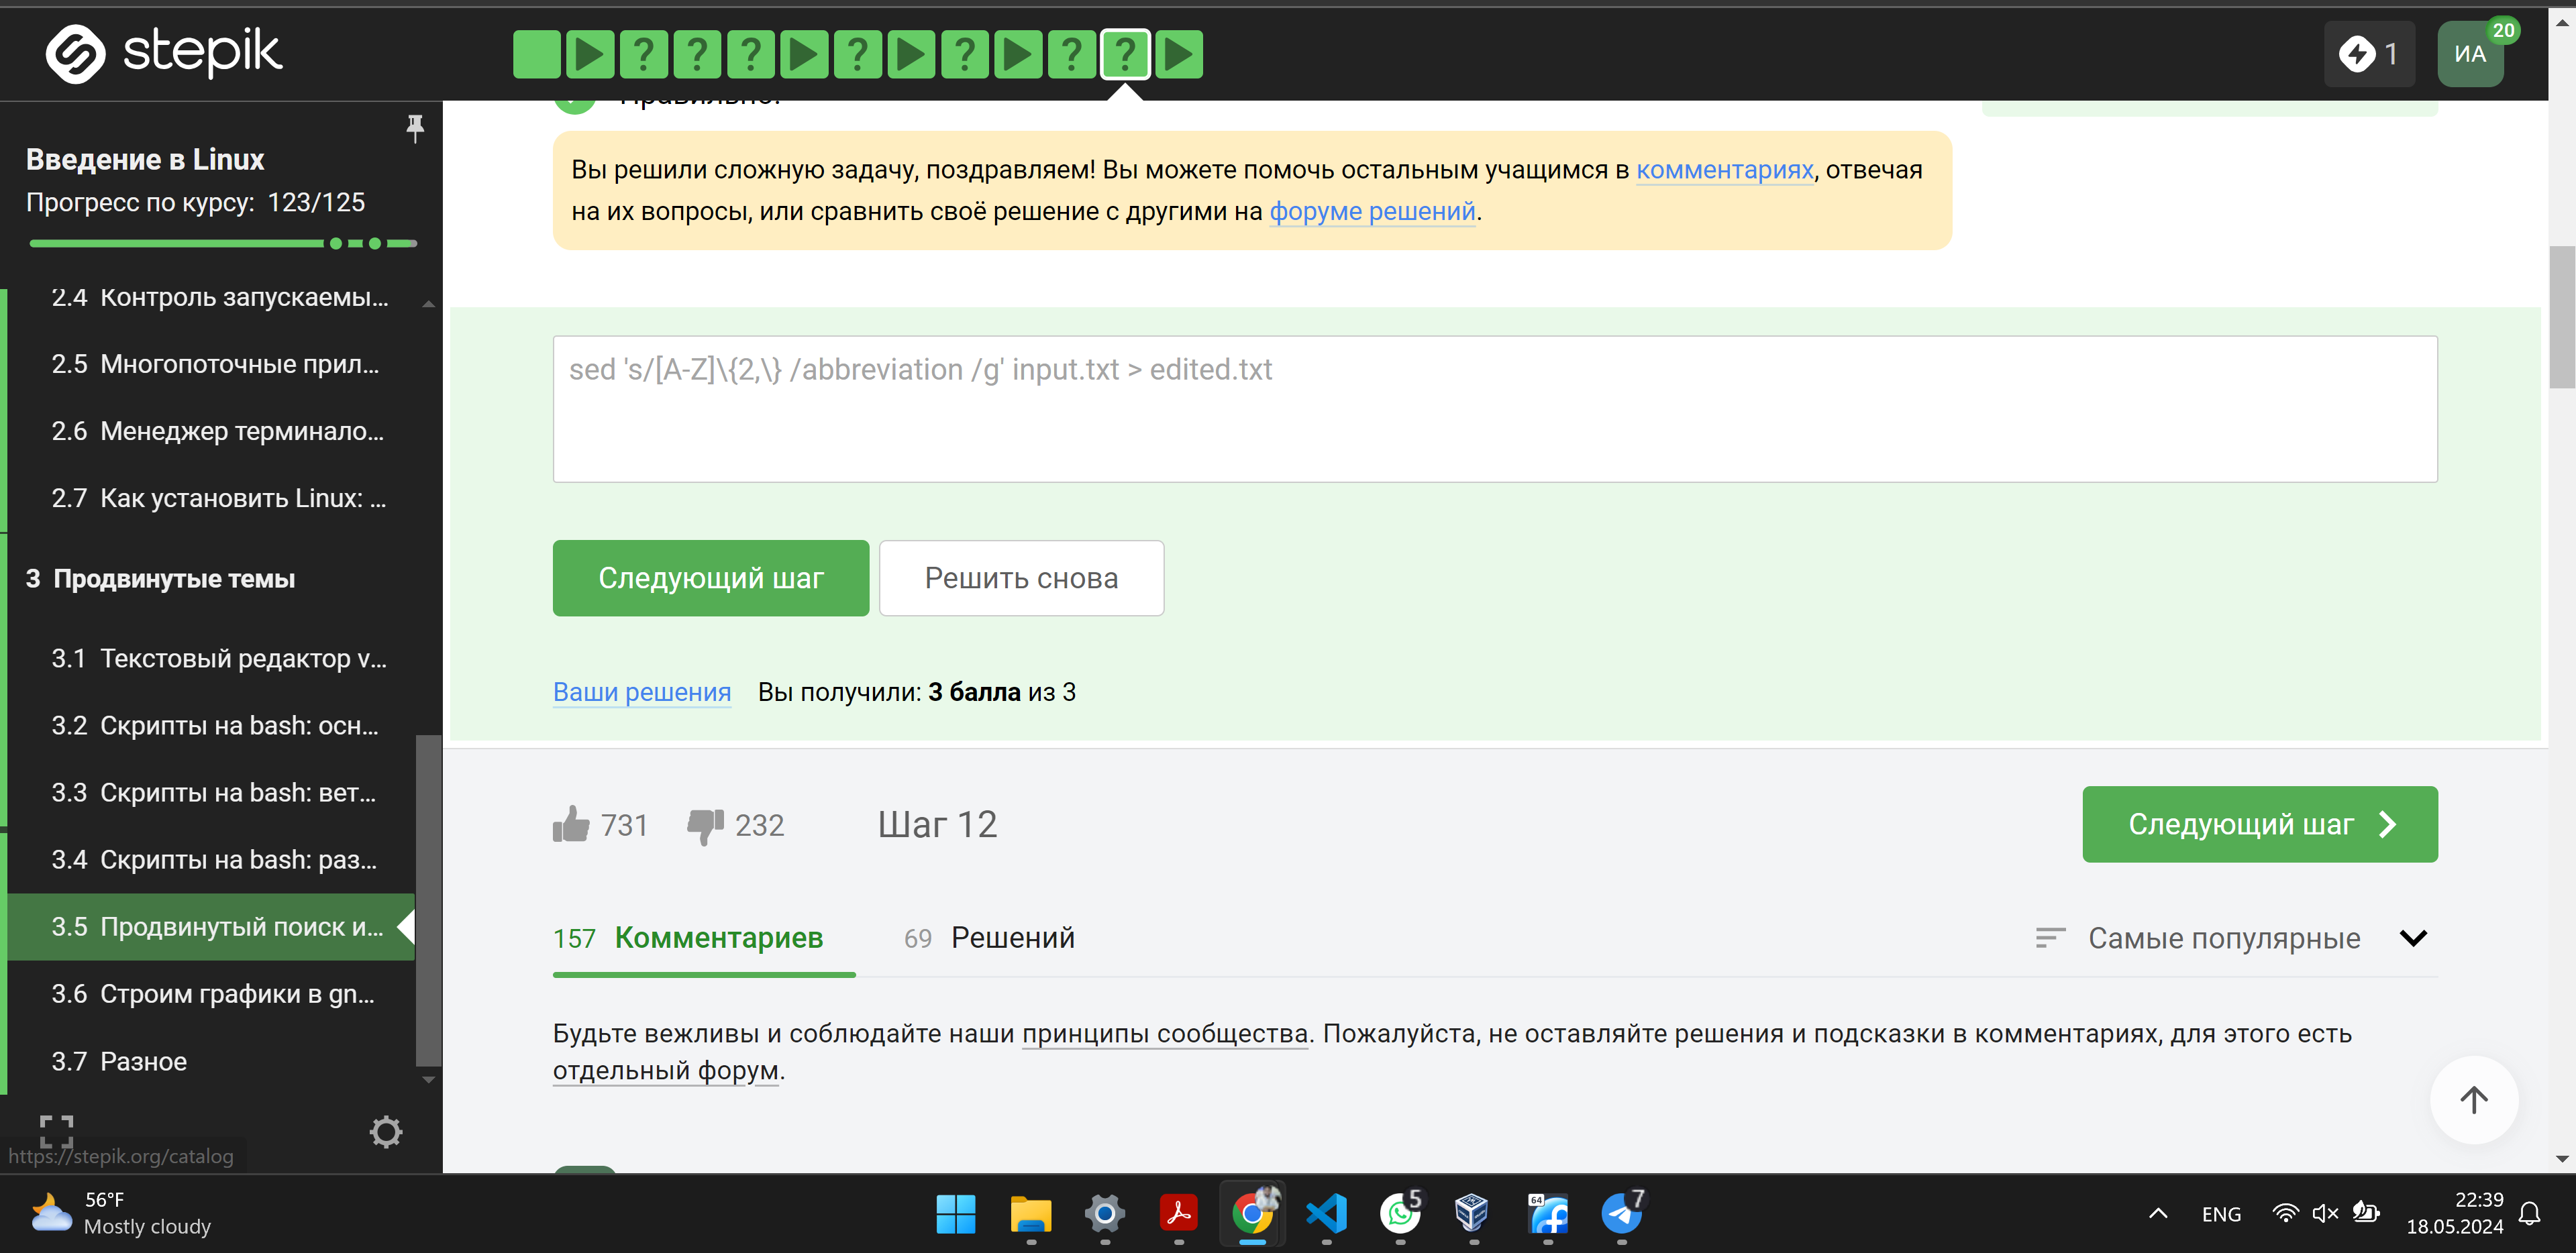 stepik
1
ИА
20
Правильно!
Введение в Linux
Прогресс по курсу: 123/125
2.4 Контроль запускаемы...
2.5 Многопоточные прил...
2.6 Менеджер терминало...
2.7 Как установить Linux: ...
3 Продвинутые темы
3.1 Текстовый редактор v...
3.2 Скрипты на bash: осн...
3.3 Скрипты на bash: вет...
3.4 Скрипты на bash: раз...
3.5 Продвинутый поиск и...
3.6 Строим графики в gn...
3.7 Разное
https://stepik.org/catalog
Вы решили сложную задачу, поздравляем! Вы можете помочь остальным учащимся в комментариях, отвечая
на их вопросы, или сравнить своё решение с другими на форуме решений.
sed 's/[A-Z]\{2,\} /abbreviation /g' input.txt > edited.txt
Следующий шаг
Решить снова
Ваши решения Вы получили: 3 балла из 3
731 232 Шаг 12
Следующий шаг
157 Комментариев 69 Решений
Самые популярные
Будьте вежливы и соблюдайте наши принципы сообщества. Пожалуйста, не оставляйте решения и подсказки в комментариях, для этого есть
отдельный форум.
56°F
Mostly cloudy
5
64
7
ENG
22:39
18.05.2024